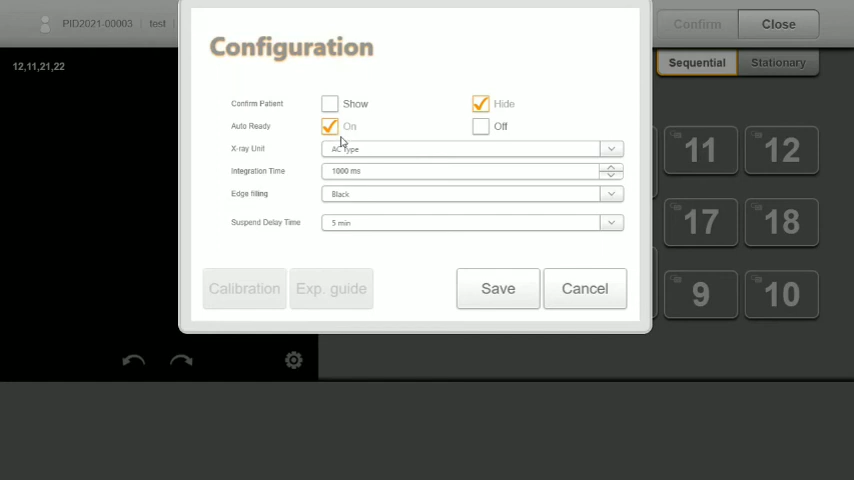 PID2021-00003 test
Confirm Close
12,11,21,22
Sequential Stationary
Configuration
Confirm Patient Show Hide
Auto Ready On Off
X-ray Unit AC Type
Integration Time 1000 ms
Edge filling Black
Suspend Delay Time 5 min
Calibration Exp. guide Save Cancel
11 12
17 18
9 10